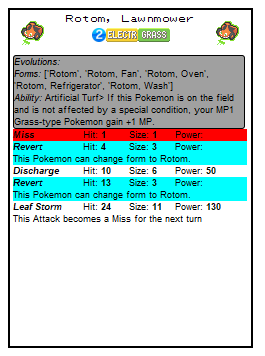 Rotom, Lawnmower
2 ELECTR GRASS
Evolutions:
Forms: ['Rotom', 'Rotom, Fan', 'Rotom, Oven',
'Rotom, Refrigerator', 'Rotom, Wash']
Ability: Artificial Turf> If this Pokemon is on the field
and is not affected by a special condition, your MP1
Grass-type Pokemon gain +1 MP.
Miss Hit: 1 Size: 1 Power:
Revert Hit: 4 Size: 3 Power:
This Pokemon can change form to Rotom.
Discharge Hit: 10 Size: 6 Power: 50
Revert Hit: 13 Size: 3 Power:
This Pokemon can change form to Rotom.
Leaf Storm Hit: 24 Size: 11 Power: 130
This Attack becomes a Miss for the next turn